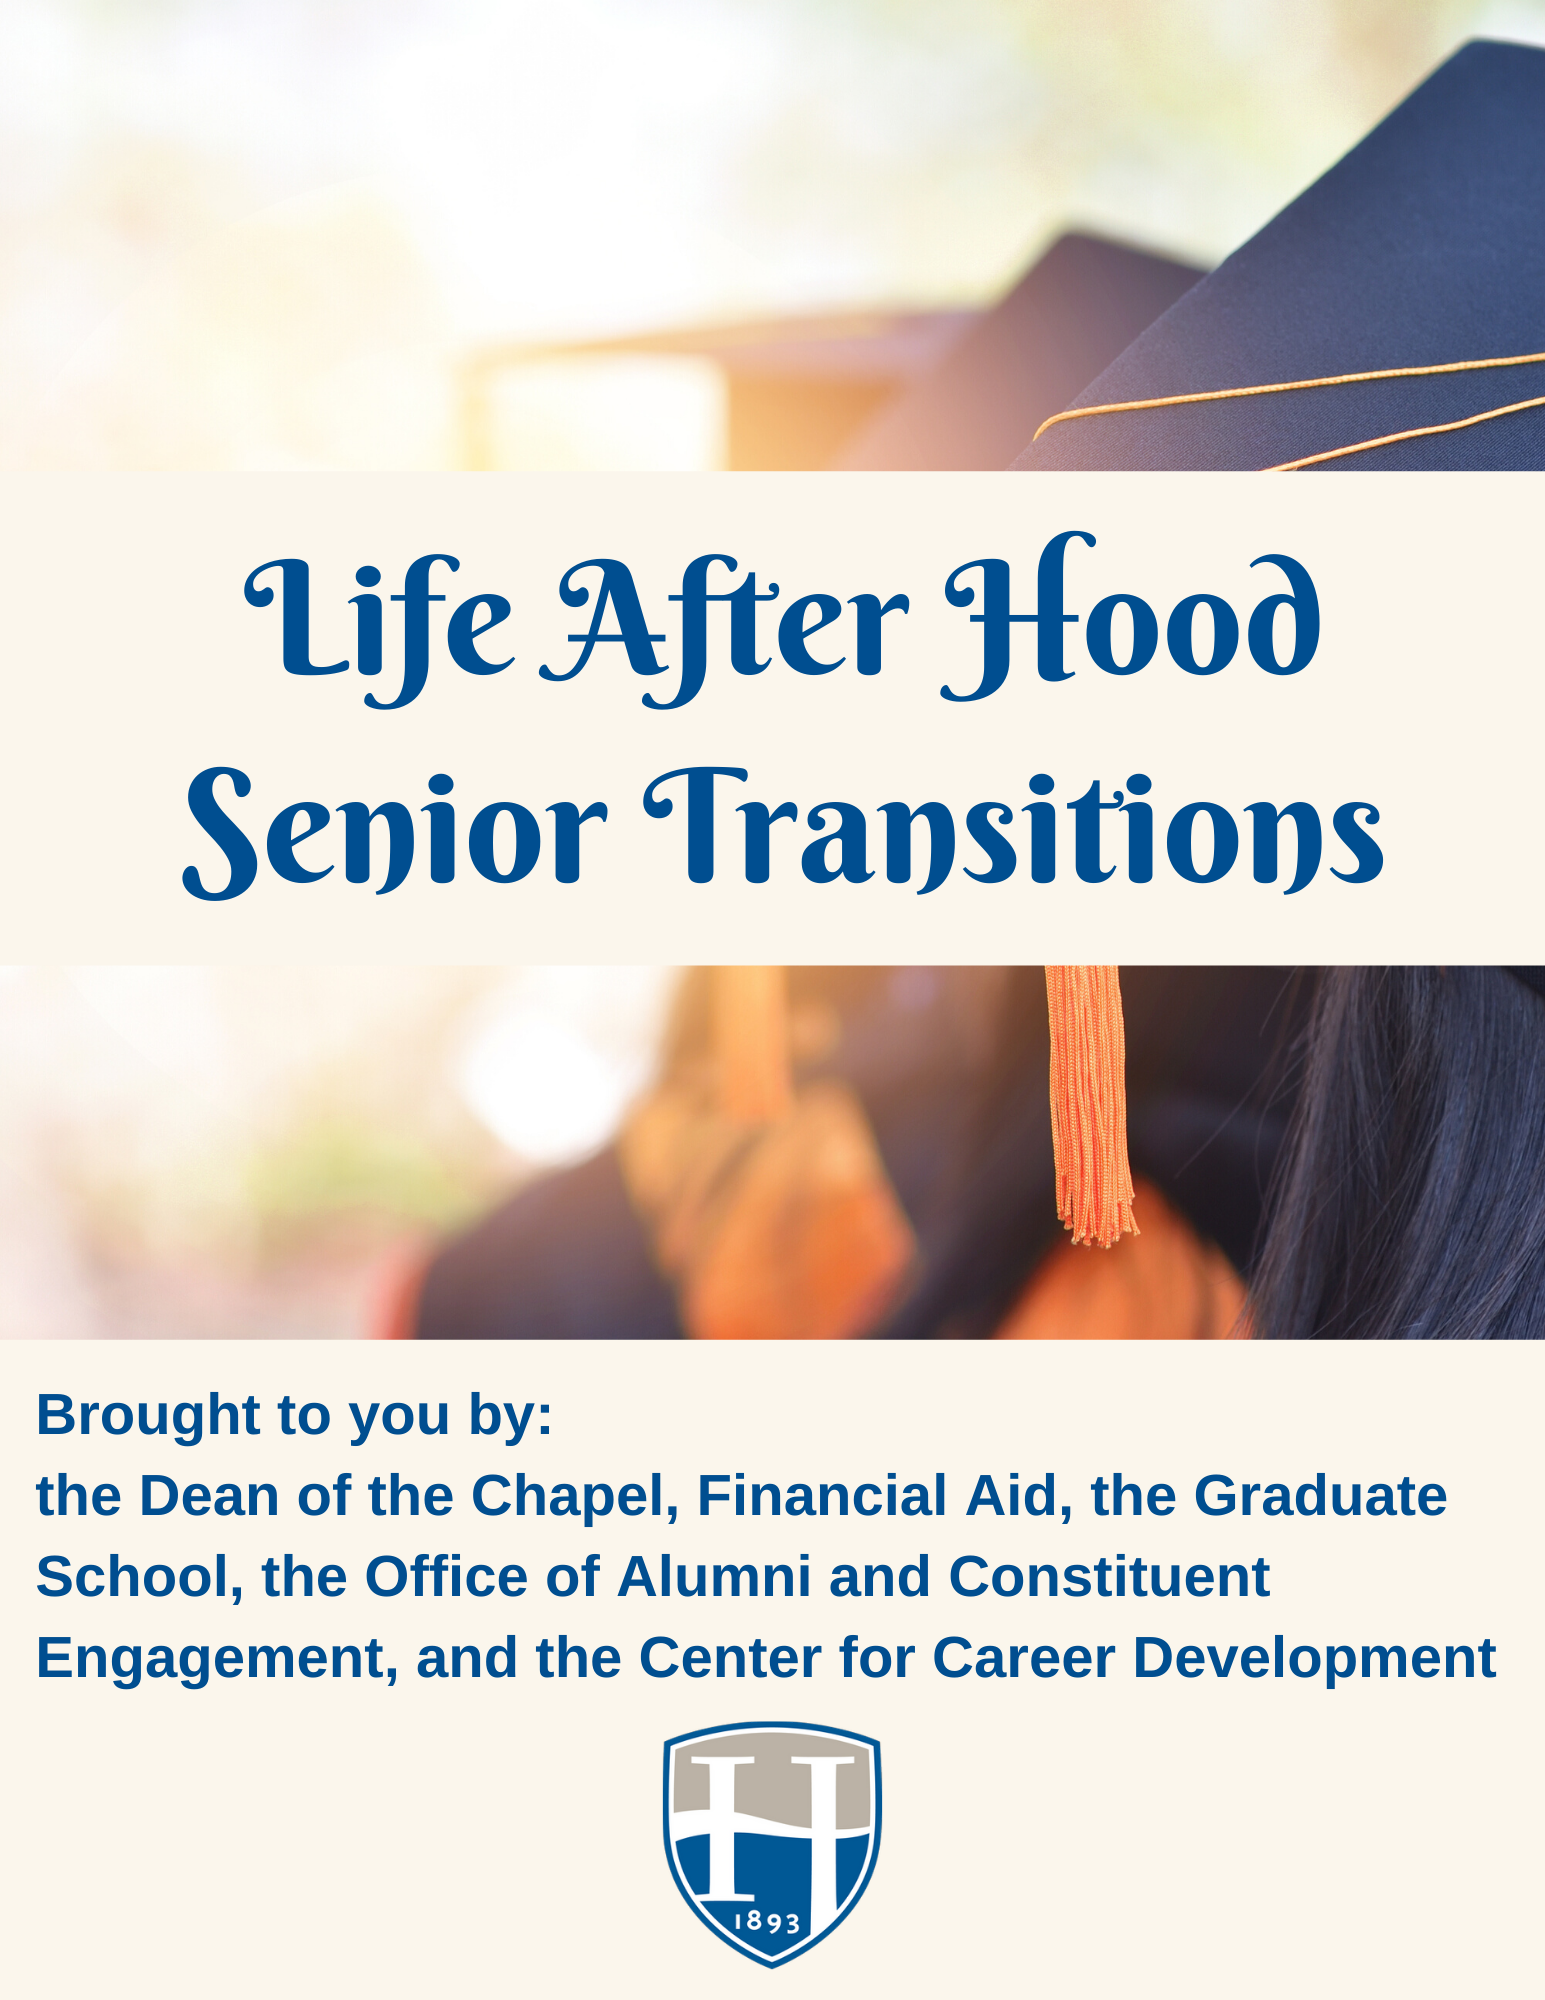 Life After Hood
Senior Transitions
Brought to you by:
the Dean of the Chapel, Financial Aid, the Graduate
School, the Office of Alumni and Constituent
Engagement, and the Center for Career Development
H
1893